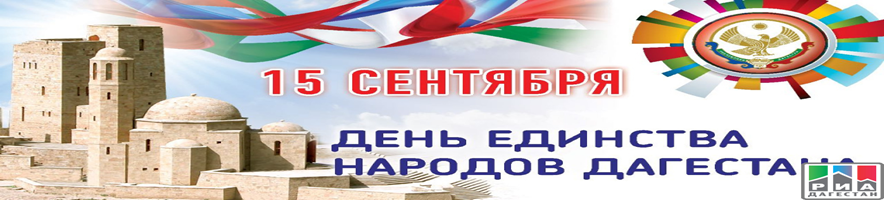 15 СЕНТЯБРЯ
ДЕНЬ ЕДИНСТВА
НАРОДОВ ДАГЕСТАНА
РИА
ДАГЕСТАН